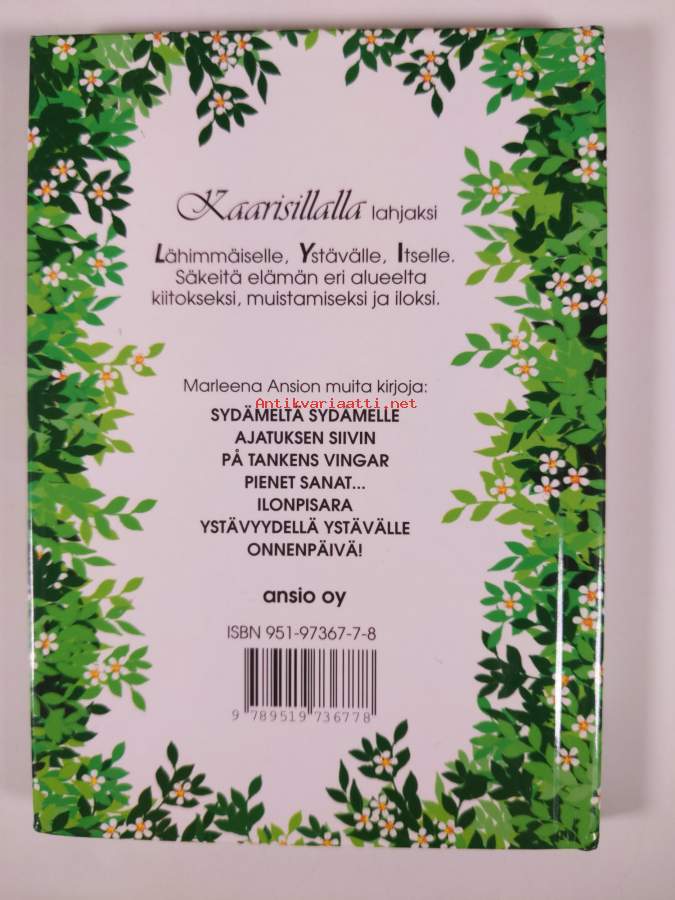 Kaarisillalla lahjaksi
Lähimmäiselle, Ystävälle, Itselle.
Säkeitä elämän eri alueelta
kiitokseksi, muistamiseksi ja iloksi.
Marleena Ansion muita kirjoja:
Antikvariaatti.net
SYDÄMELTÄ SYDÄMELLE
AJATUKSEN SIIVIN
PÅ TANKENS VINGAR
PIENET SANAT...
ILONPISARA
YSTÄVYYDELLÄ YSTÄVÄLLE
ONNENPÄIVÄ!
ansio oy
ISBN 951-97367-7-8
9 789519 736778